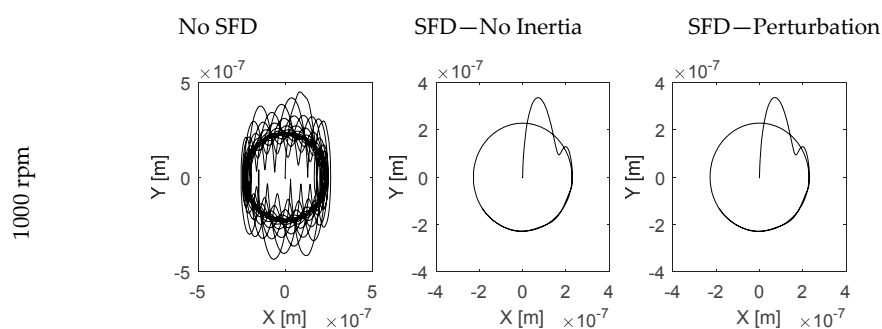 No SFD SFD—No Inertia SFD—Perturbation
×10-7 ×10-7 ×10-7
5 4 4
2 2
0 0 0
-2 -2
-5 -4 -4
Y [m] Y [m] Y [m]
1000 rpm
-5 0 5 -4 -2 0 2 4 -4 -2 0 2 4
X [m] ×10-7 X [m] ×10-7 X [m] ×10-7